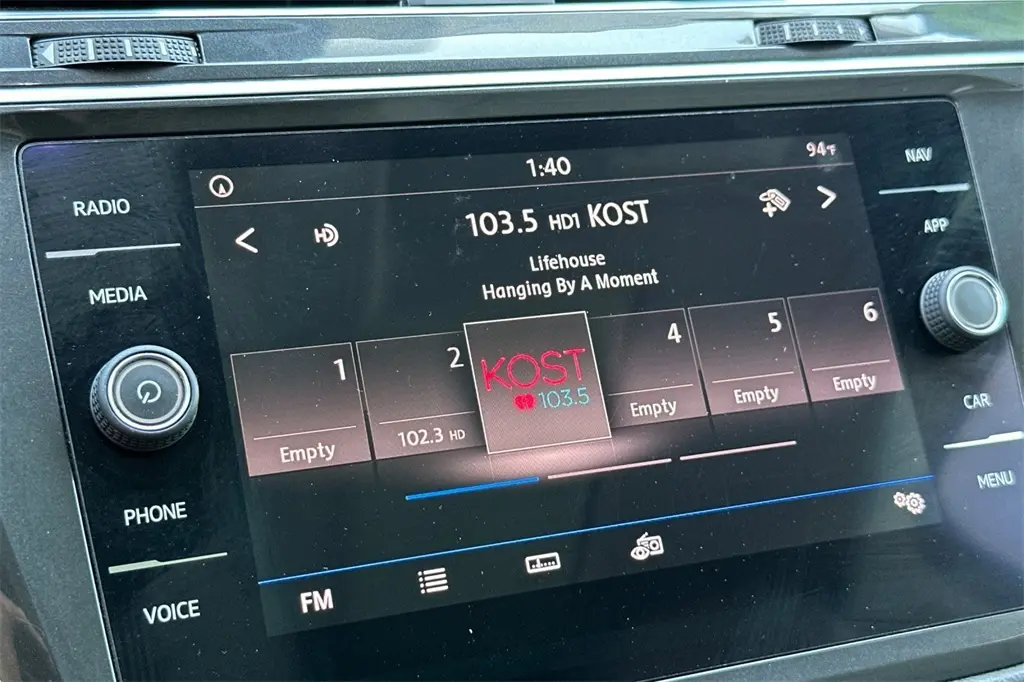 1:40
94°F
RADIO
MEDIA
PHONE
VOICE
NAV
APP
CAR
MENU
HD
103.5 HD1 KOST
Lifehouse
Hanging By A Moment
1
Empty
2
102.3 HD
KOST
103.5
4
Empty
5
Empty
6
Empty
FM